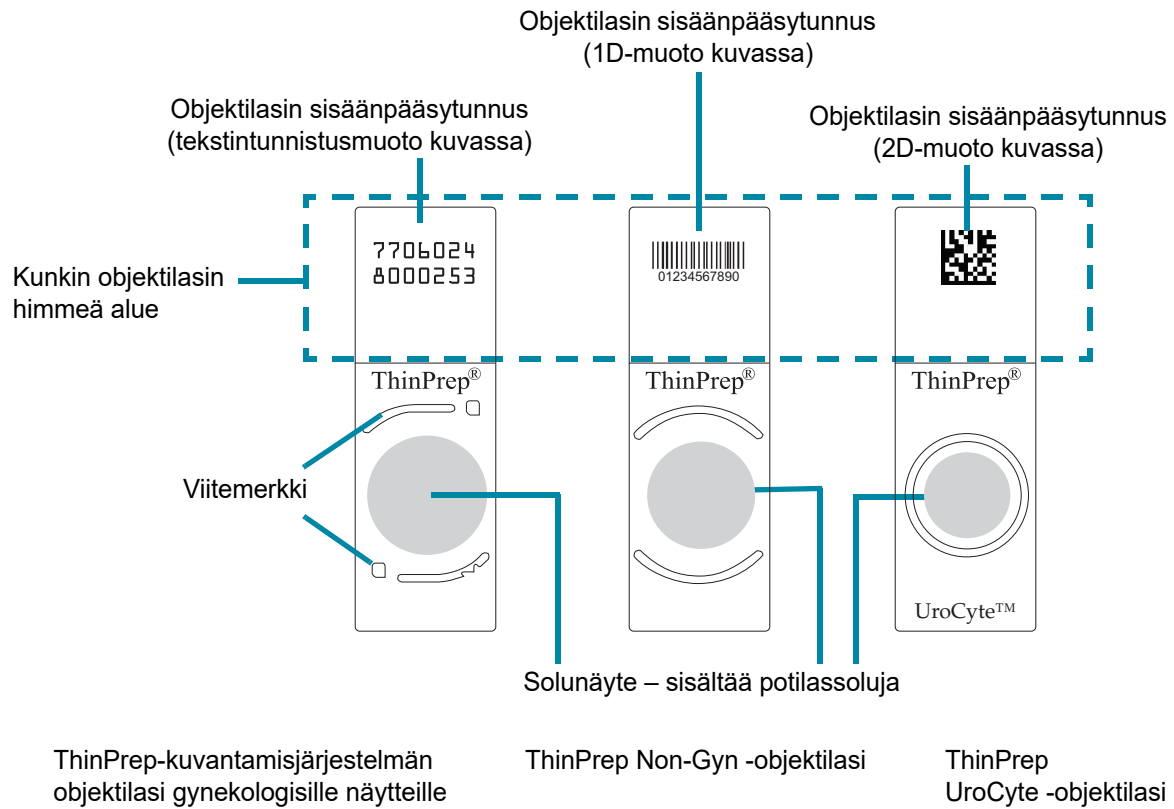 Objektilasin sisäänpääsytunnus
(1D-muoto kuvassa)
Objektilasin sisäänpääsytunnus
(tekstintunnistusmuoto kuvassa)
Objektilasin sisäänpääsytunnus
(2D-muoto kuvassa)
Kunkin objektilasin
himmeä alue
7706024
8000253
01234567890
ThinPrep®
ThinPrep®
ThinPrep®
Viitemerkki
UroCyte™
Solunäyte – sisältää potilassoluja
ThinPrep-kuvantamisjärjestelmän
objektilasi gynekologisille näytteille
ThinPrep Non-Gyn -objektilasi
ThinPrep
UroCyte -objektilasi